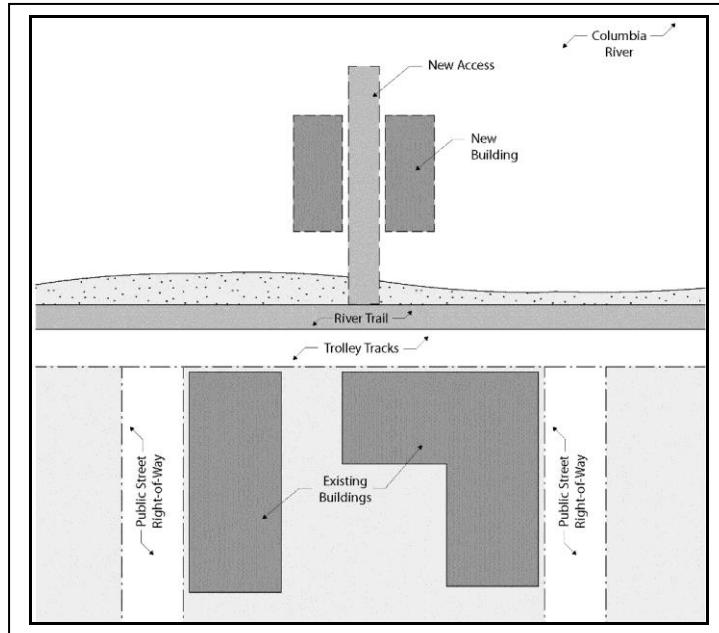 Columbia
River
New Access
New
Building
River Trail
Trolley Tracks
Public Street
Right-of-Way
Existing
Buildings
Public Street
Right-of-Way